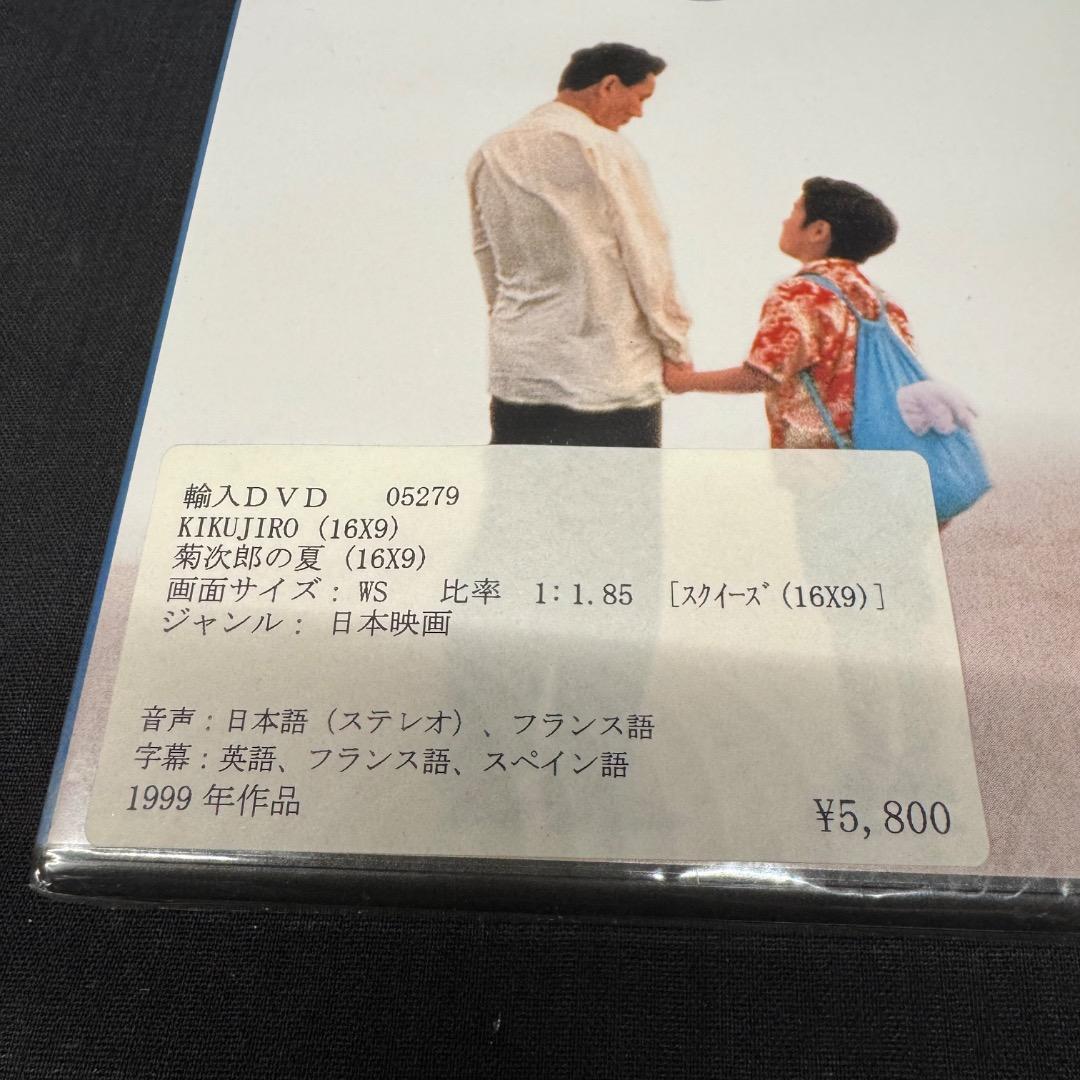 輸入DVD 05279
KIKUJIRO (16X9)
菊次郎の夏 (16X9)
画面サイズ: WS 比率 1:1.85 [スクイーズ(16X9)]
ジャンル: 日本映画
音声:日本語(ステレオ)、フランス語
字幕:英語、フランス語、スペイン語
1999 年作品
¥5,800